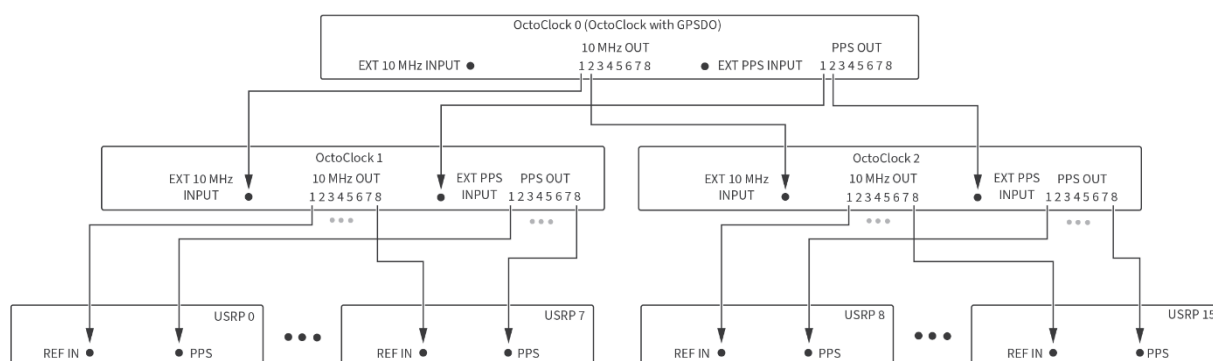 OctoClock 0 (OctoClock with GPSDO)
10 MHz OUT
PPS OUT
EXT 10 MHz INPUT
1 2 3 4 5 6 7 8
EXT PPS INPUT
1 2 3 4 5 6 7 8
OctoClock 1
EXT 10 MHz
INPUT
10 MHz OUT
1 2 3 4 5 6 7 8
EXT PPS
INPUT
PPS OUT
1 2 3 4 5 6 7 8
OctoClock 2
EXT 10 MHz
INPUT
10 MHz OUT
1 2 3 4 5 6 7 8
EXT PPS
INPUT
PPS OUT
1 2 3 4 5 6 7 8
USRP 0
REF IN
PPS
USRP 7
REF IN
PPS
USRP 8
REF IN
PPS
USRP 15
REF IN
PPS